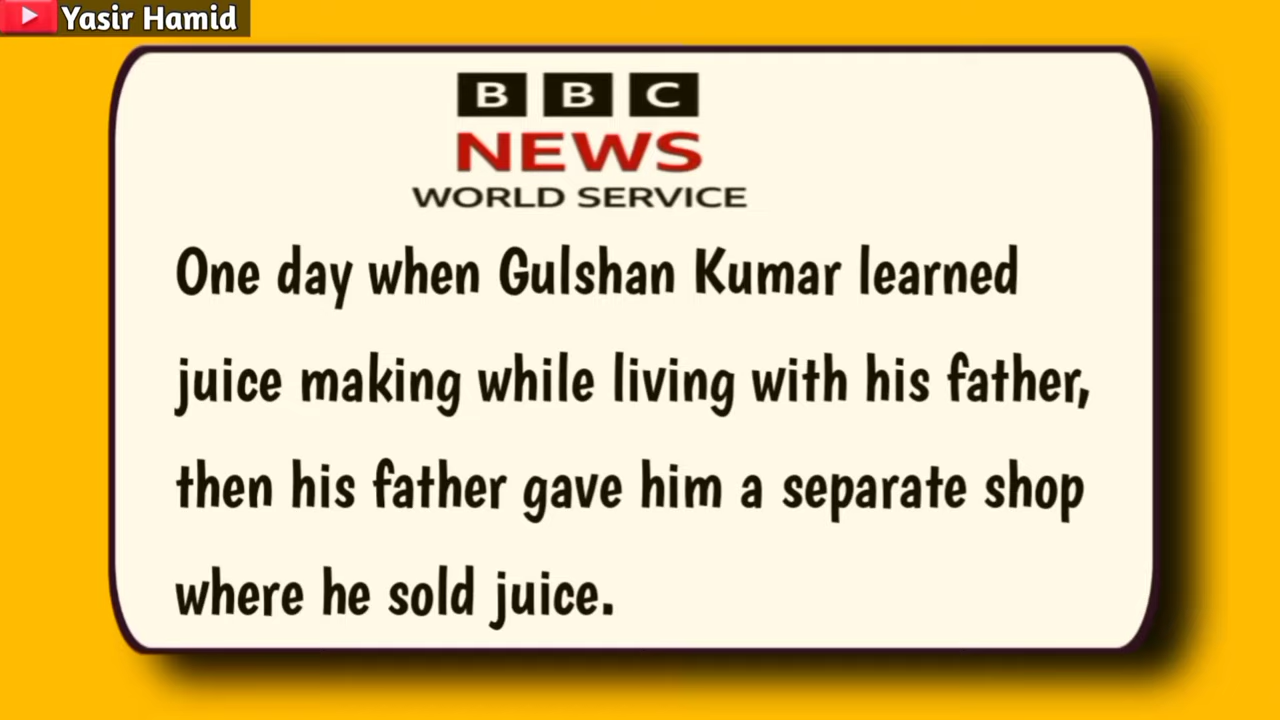 Yasir Hamid
BBC
NEWS
WORLD SERVICE
One day when Gulshan Kumar learned
juice making while living with his father,
then his father gave him a separate shop
where he sold juice.